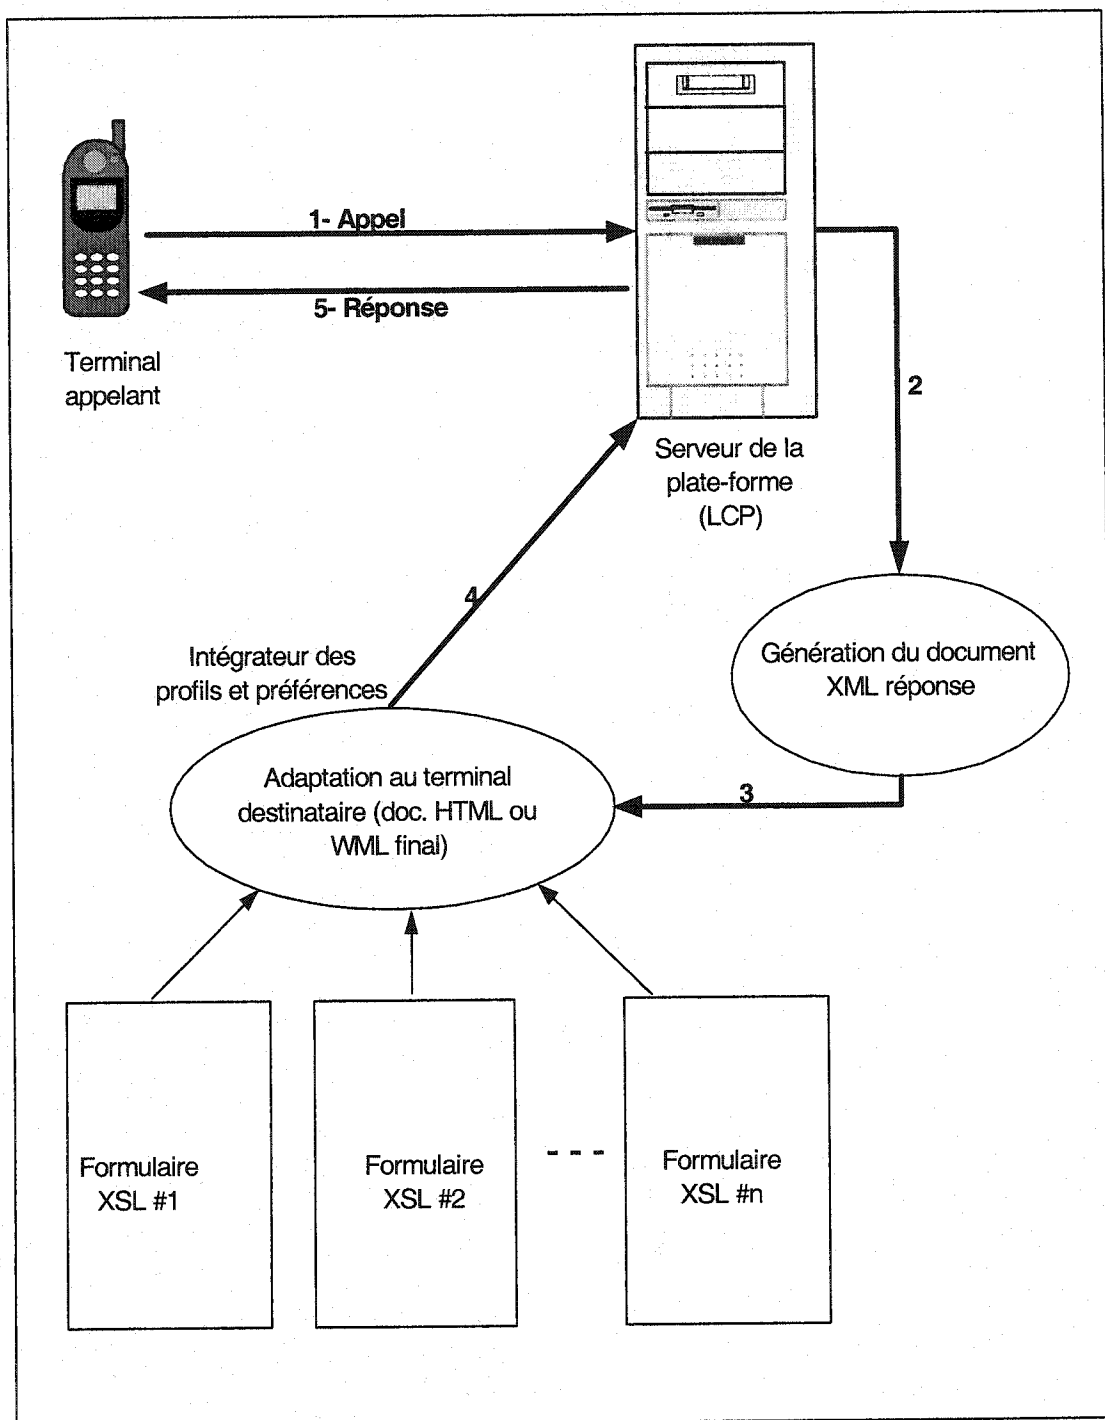 1- Appel
5- Réponse
Terminal
appelant
2
Serveur de la
plate-forme
(LCP)
4
Intégrateur des
profils et préférences
Génération du document
XML réponse
3
Adaptation au terminal
destinataire (doc. HTML ou
WML final)
Formulaire
XSL #1
Formulaire
XSL #2
Formulaire
XSL #n